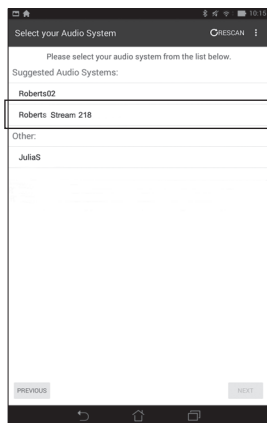 10:15
Select your Audio System
RESCAN
Please select your audio system from the list below.
Suggested Audio Systems:
Roberts02
Roberts Stream 218
Other:
JuliaS
PREVIOUS
NEXT